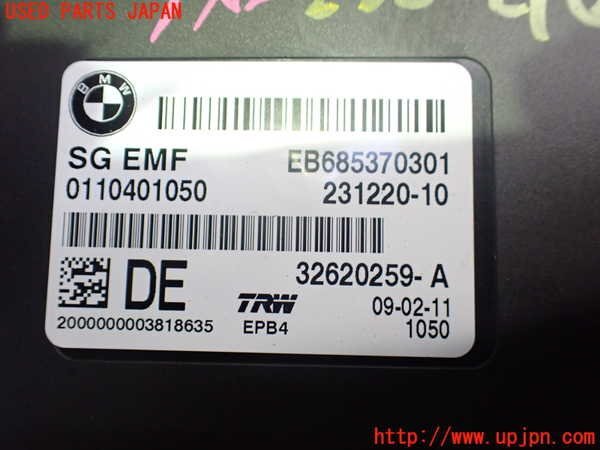 USED PARTS JAPAN
BMW
SG EMF
EB685370301
0110401050
231220-10
DE
32620259- A
TRW
09-02-11
2000000003818635
EPB4
1050
UPJ
http://www.upjpn.com/